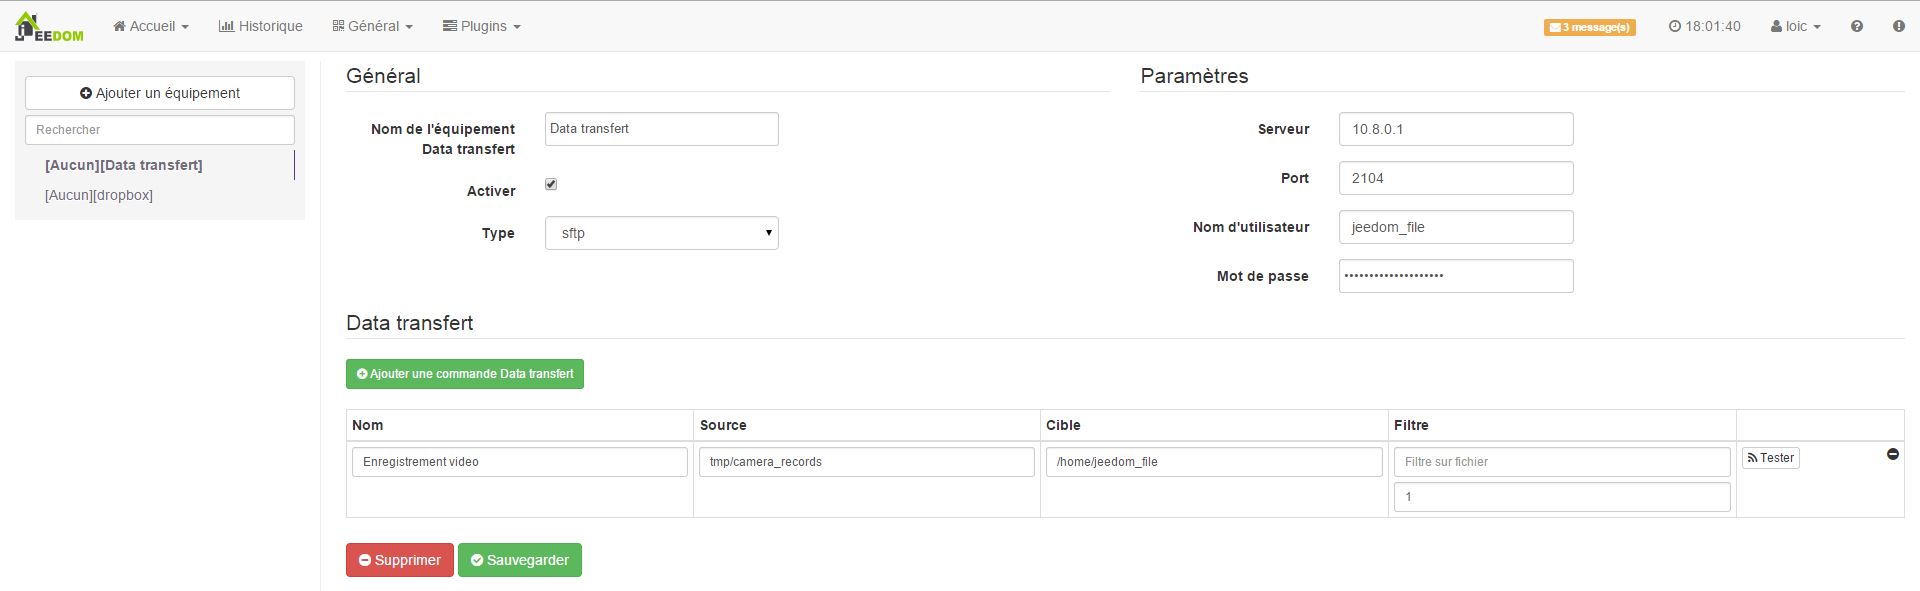 JEEDOM Accueil Historique Général Plugins 3 message(s) 18:01:40 loic
Ajouter un équipement
Rechercher
[Aucun][Data transfert]
[Aucun][dropbox]
Général
Nom de l'équipement
Data transfert
Data transfert
Activer
Type sftp
Paramètres
Serveur 10.8.0.1
Port 2104
Nom d'utilisateur jeedom_file
Mot de passe ••••••••••••••••••••
Data transfert
Ajouter une commande Data transfert
Nom Source Cible Filtre
Enregistrement video tmp/camera_records /home/jeedom_file Filtre sur fichier Tester
1
Supprimer Sauvegarder